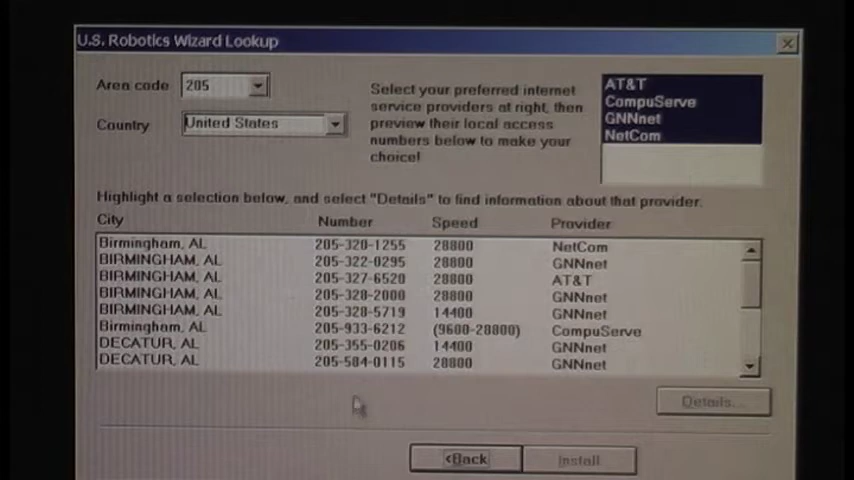 U.S. Robotics Wizard Lookup
Area code 205
Country United States
Select your preferred internet
service providers at right, then
preview their local access
numbers below to make your
choice!
AT&T
CompuServe
GNNnet
NetCom
Highlight a selection below, and select "Details" to find information about that provider.
City Number Speed Provider
Birmingham, AL 205-320-1255 28800 NetCom
BIRMINGHAM, AL 205-322-0295 28800 GNNnet
BIRMINGHAM, AL 205-327-6520 28800 AT&T
BIRMINGHAM, AL 205-328-2000 28800 GNNnet
BIRMINGHAM, AL 205-328-5719 14400 GNNnet
Birmingham, AL 205-933-6212 (9600-28800) CompuServe
DECATUR, AL 205-355-0206 14400 GNNnet
DECATUR, AL 205-584-0115 28800 GNNnet
Details...
<Back Install